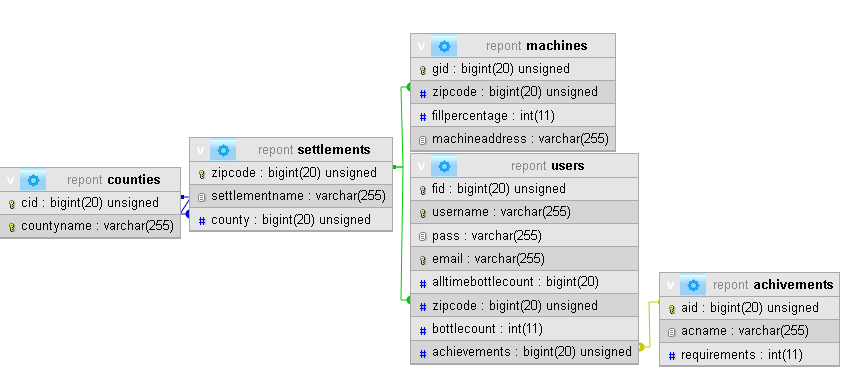 repont counties
cid : bigint(20) unsigned
countyname : varchar(255)
repont settlements
zipcode : bigint(20) unsigned
settlementname : varchar(255)
county : bigint(20) unsigned
repont machines
gid : bigint(20) unsigned
zipcode : bigint(20) unsigned
fillpercentage : int(11)
machineaddress : varchar(255)
repont users
fid : bigint(20) unsigned
username : varchar(255)
pass : varchar(255)
email : varchar(255)
alltimebottlecount : bigint(20)
zipcode : bigint(20) unsigned
bottlecount : int(11)
achievements : bigint(20) unsigned
repont achivements
aid : bigint(20) unsigned
acname : varchar(255)
requirements : int(11)